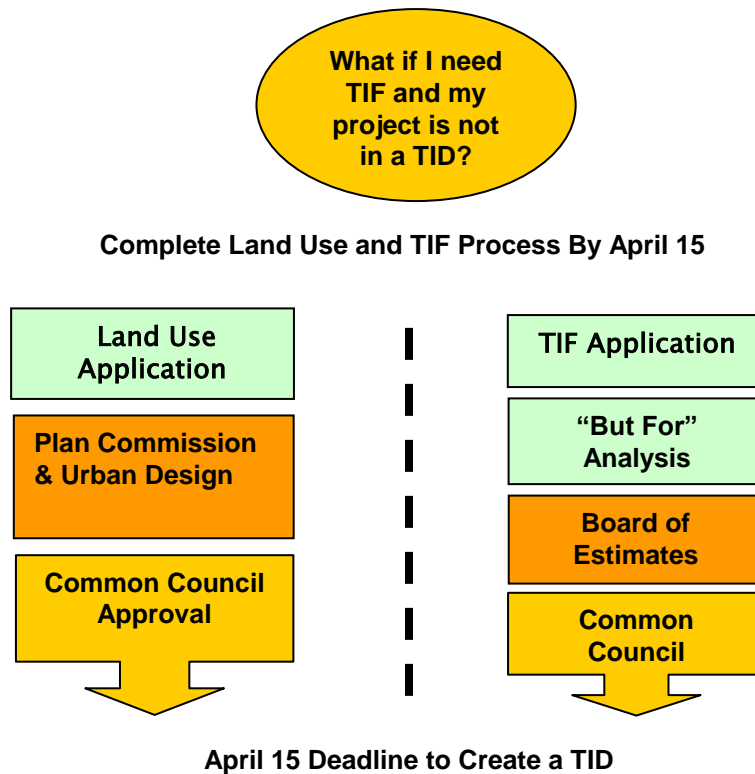 What if I need
TIF and my
project is not
in a TID?
Complete Land Use and TIF Process By April 15
Land Use
Application
Plan Commission
& Urban Design
Common Council
Approval
TIF Application
“But For”
Analysis
Board of
Estimates
Common
Council
April 15 Deadline to Create a TID